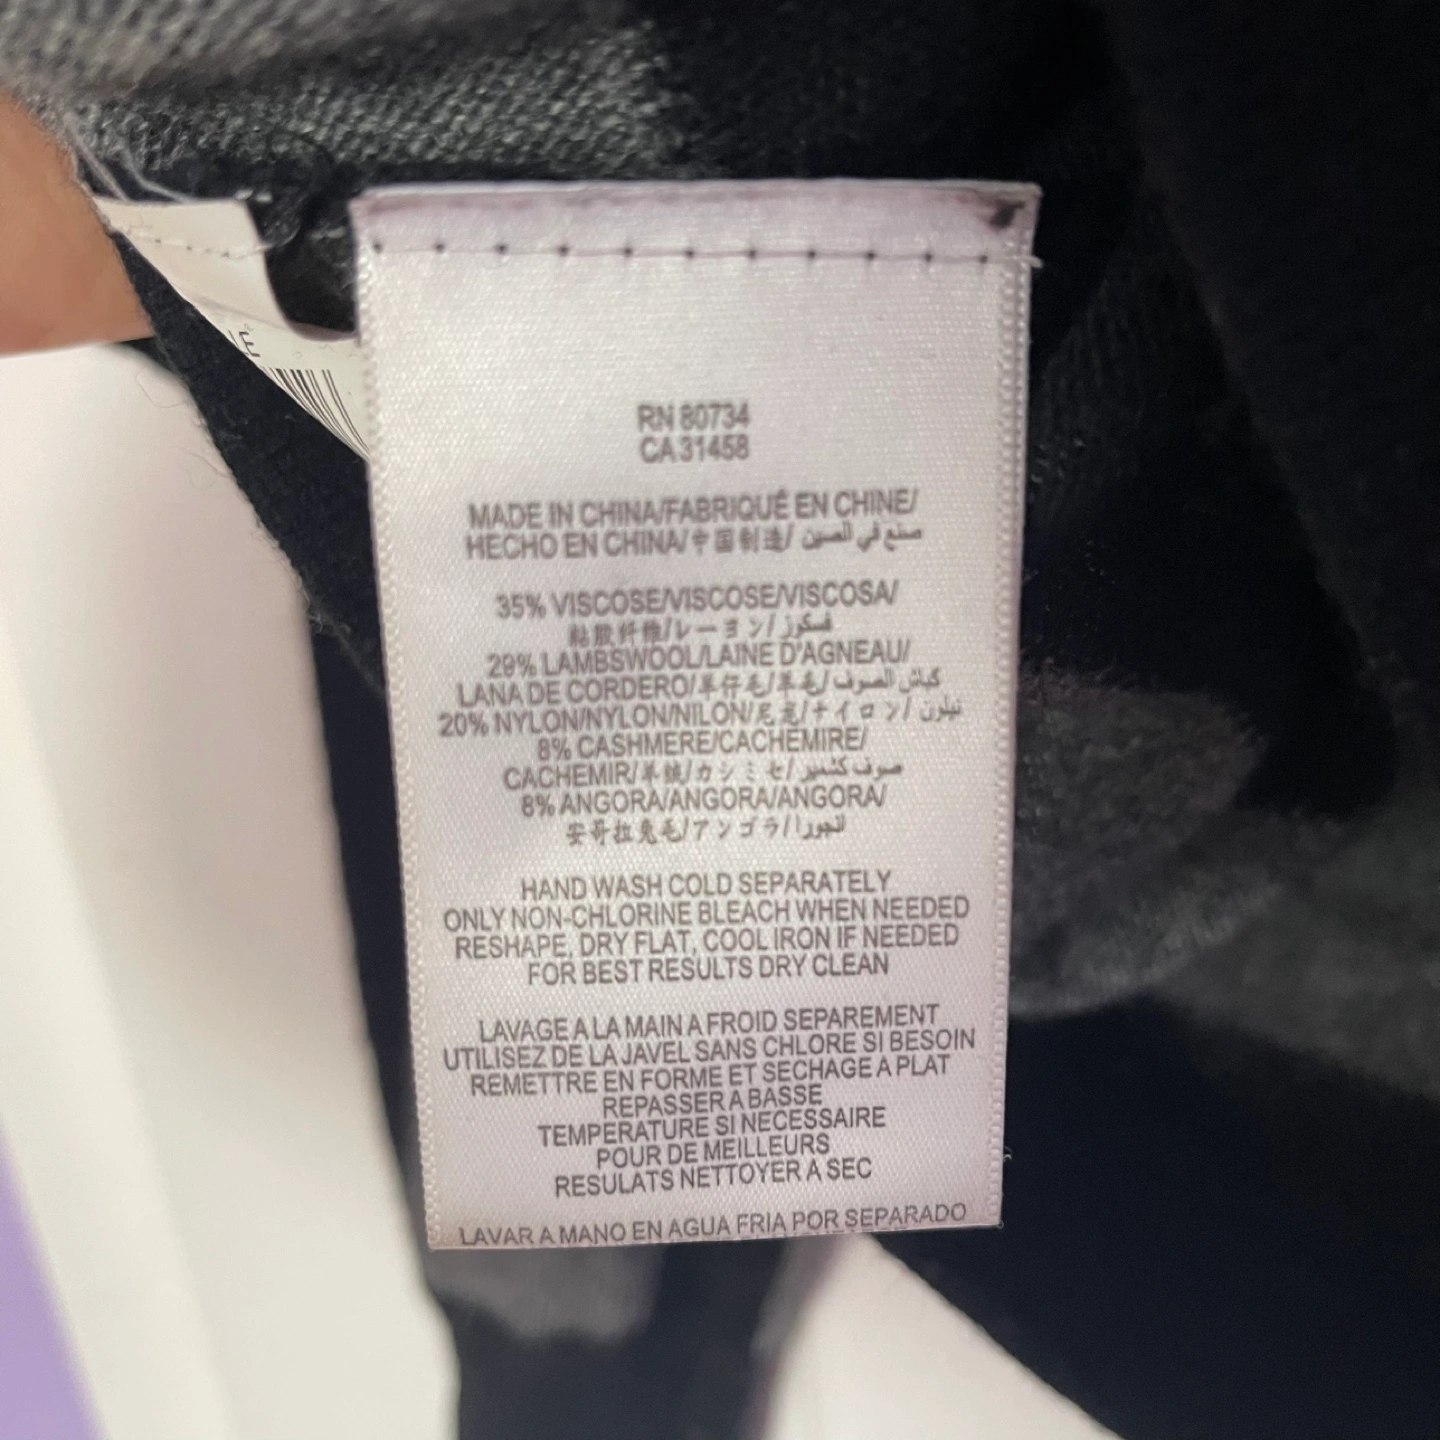 LE
RN 80734
CA 31458
MADE IN CHINA/FABRIQUÉ EN CHINE/
HECHO EN CHINA/中国制造/ صنع في الصين
35% VISCOSE/VISCOSE/VISCOSA/
粘胶纤维/レーヨン/فسكوز
29% LAMBSWOOL/LAINE D'AGNEAU/
LANA DE CORDERO/羊仔毛/羊毛/كباش الصوف
20% NYLON/NYLON/NILON/尼龙/ナイロン/نيلون
8% CASHMERE/CACHEMIRE/
CACHEMIR/羊绒/カシミセ/صوف كشمير
8% ANGORA/ANGORA/ANGORA/
安哥拉兔毛/アンゴラ/انجورا
HAND WASH COLD SEPARATELY
ONLY NON-CHLORINE BLEACH WHEN NEEDED
RESHAPE, DRY FLAT, COOL IRON IF NEEDED
FOR BEST RESULTS DRY CLEAN
LAVAGE A LA MAIN A FROID SEPAREMENT
UTILISEZ DE LA JAVEL SANS CHLORE SI BESOIN
REMETTRE EN FORME ET SECHAGE A PLAT
REPASSER A BASSE
TEMPERATURE SI NECESSAIRE
POUR DE MEILLEURS
RESULATS NETTOYER A SEC
LAVAR A MANO EN AGUA FRIA POR SEPARADO